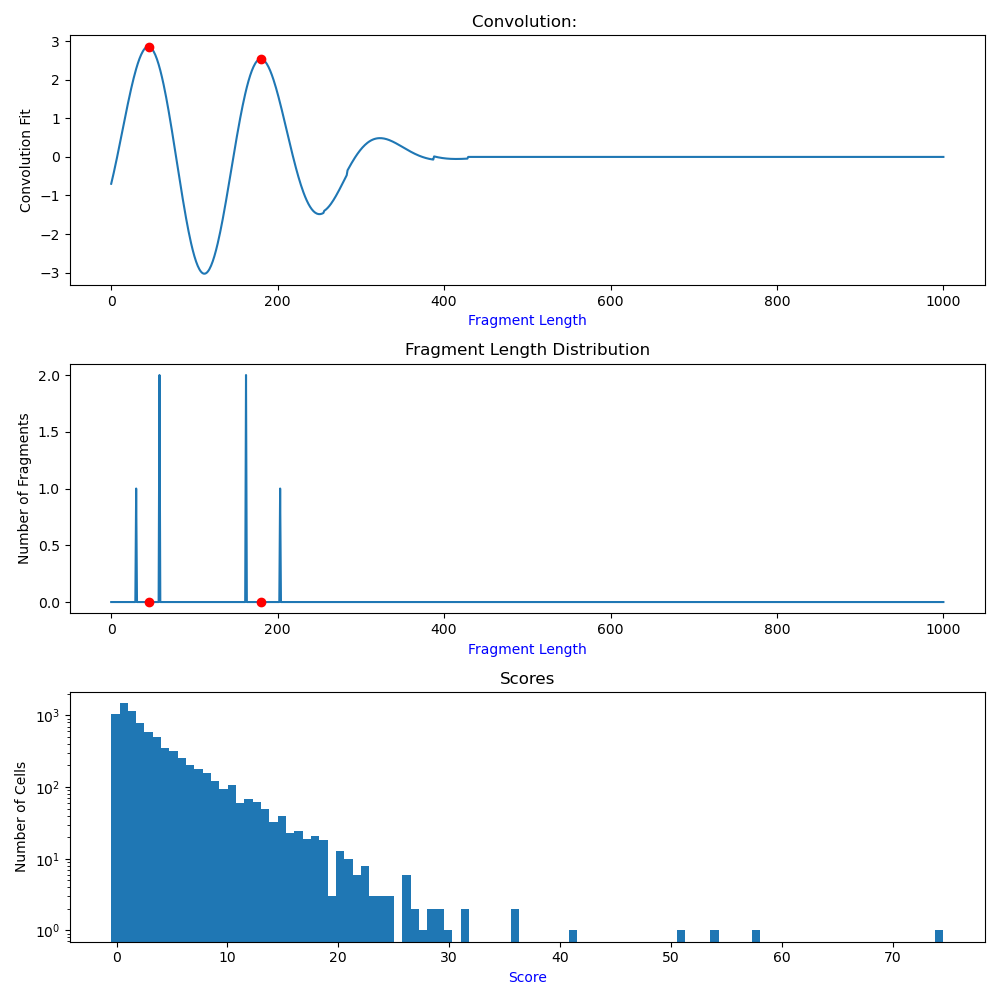 Convolution:
3
2
1
0
−1
−2
−3
Convolution Fit
0 200 400 600 800 1000
Fragment Length
Fragment Length Distribution
2.0
1.5
1.0
0.5
0.0
Number of Fragments
0 200 400 600 800 1000
Fragment Length
Scores
10³
10²
10¹
10⁰
Number of Cells
0 10 20 30 40 50 60 70
Score